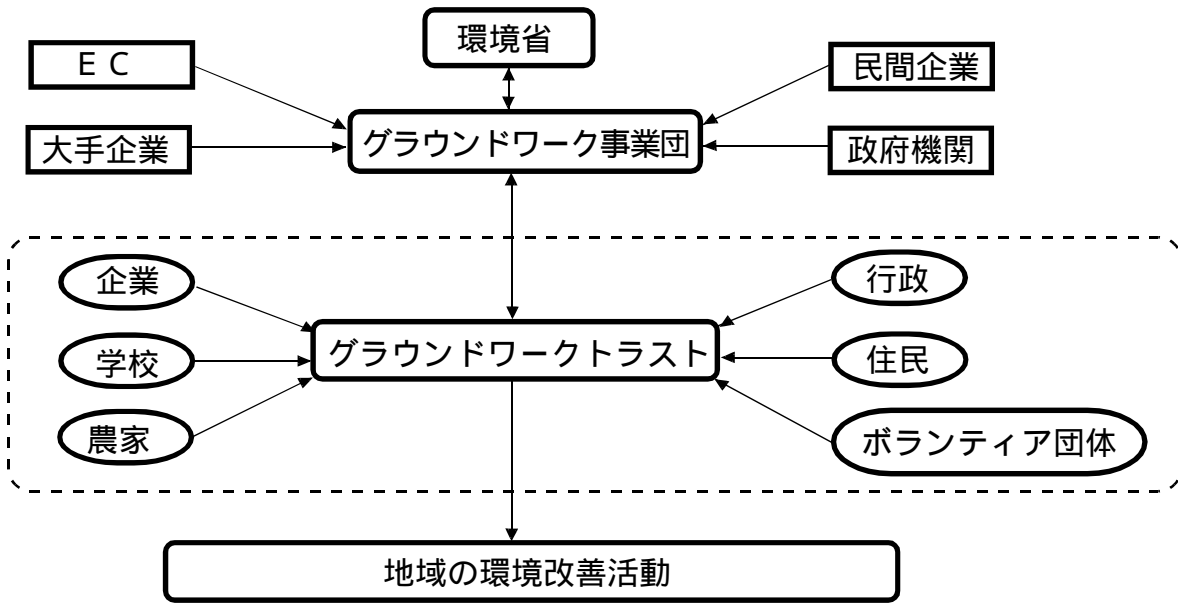 環境省
ＥＣ
民間企業
グラウンドワーク事業団
大手企業
政府機関
企業
行政
グラウンドワークトラスト
学校
住民
農家
ボランティア団体
地域の環境改善活動